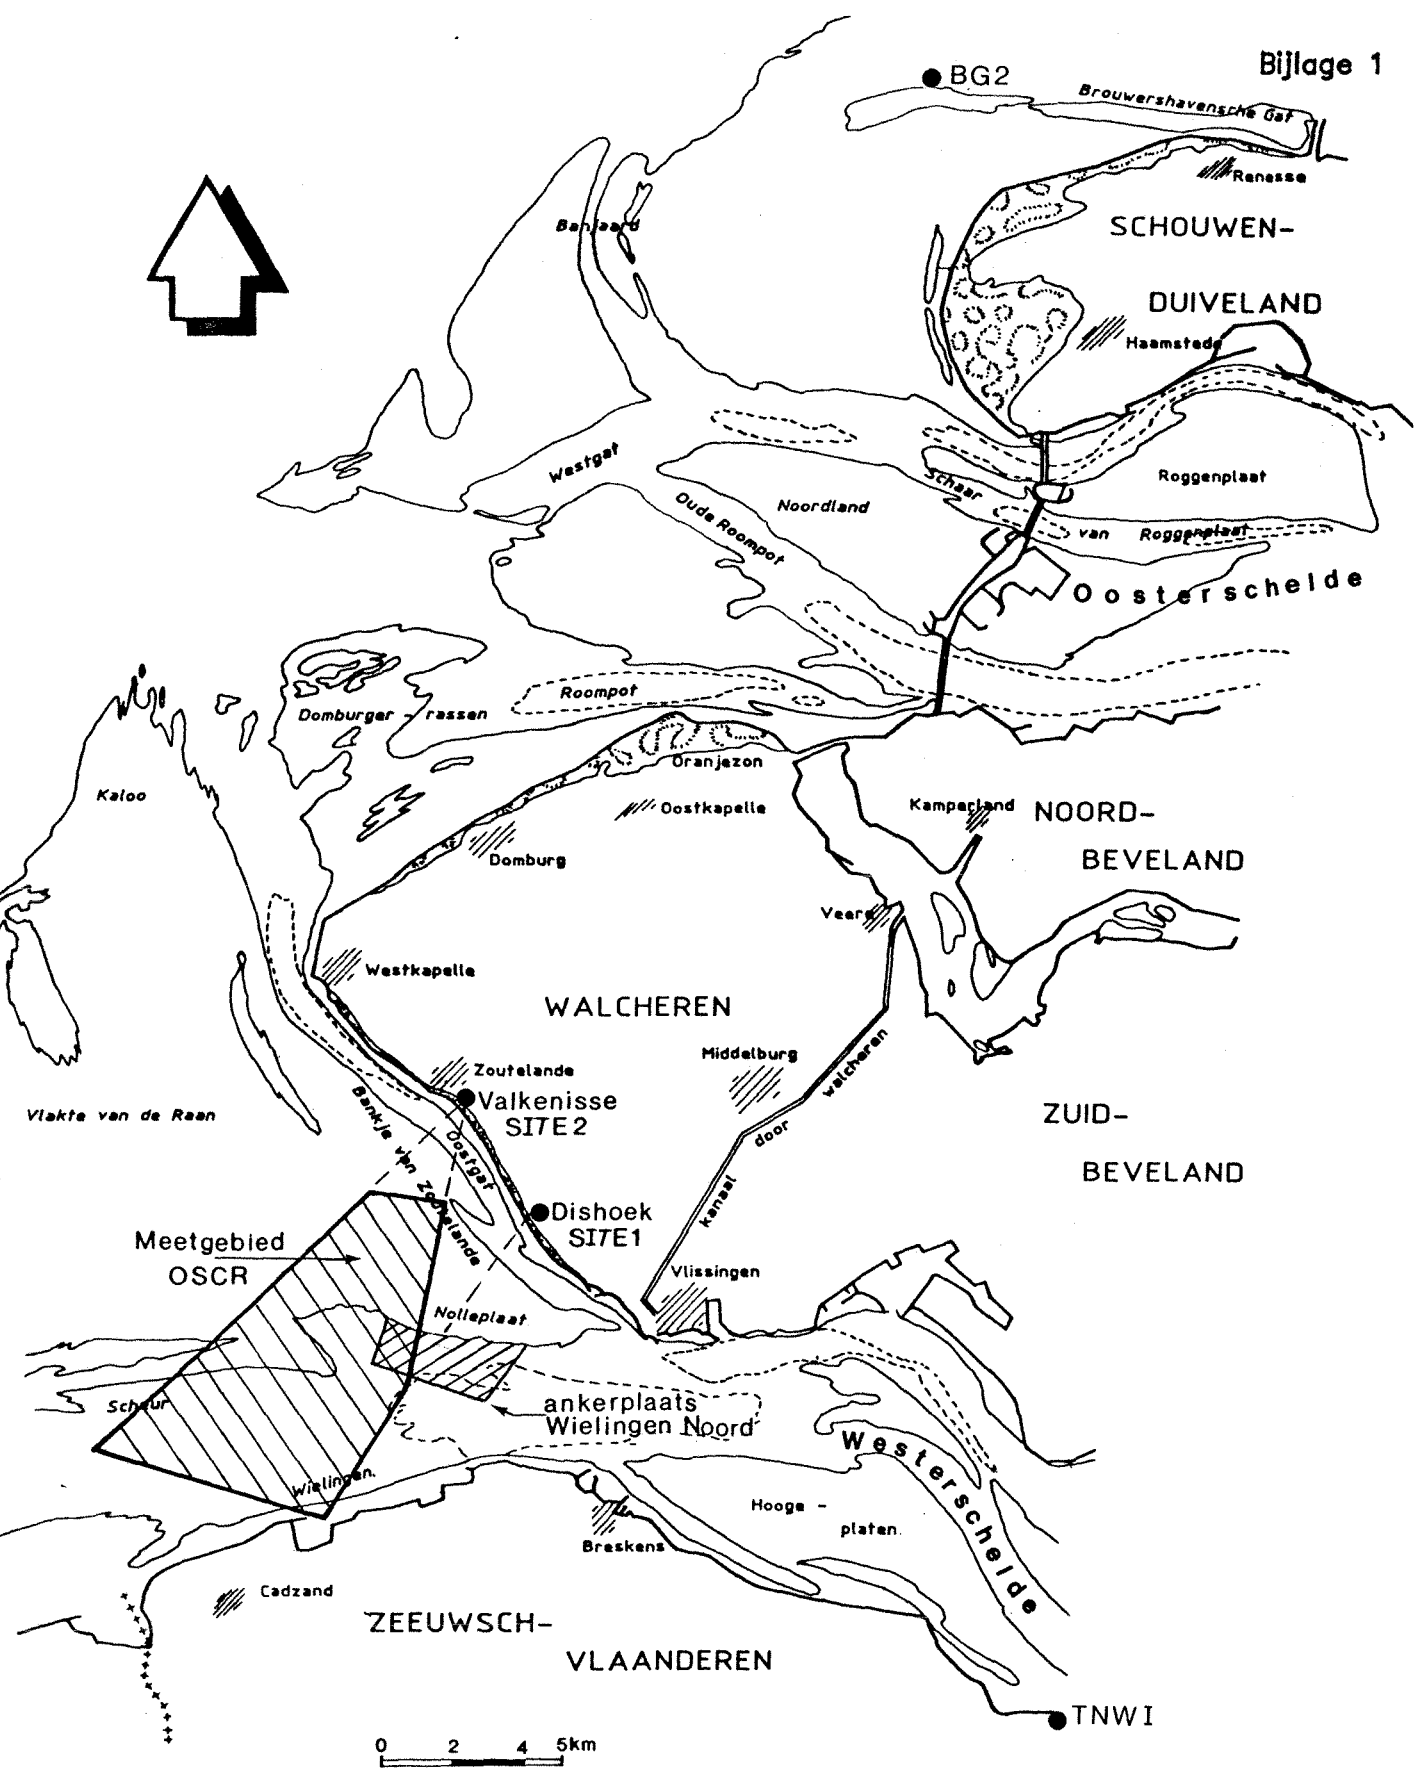 Bijlage 1
BG2
Brouwershavensche Gat
Renesse
Banjaard
SCHOUWEN-
DUIVELAND
Haamstede
Westgat
Schaar
Roggenplaat
Oude Roompot
Noordland
van
Roggenplaat
Oosterschelde
Roompot
Domburger - rassen
Oranjezon
Kaloo
Oostkapelle
Kamperland
NOORD-
BEVELAND
Domburg
Veere
Westkapelle
WALCHEREN
Middelburg
walcheren
Zoutelande
Valkenisse
SITE2
Vlakte van de Raan
Bankje van Zoutelande
Oostgat
door
ZUID-
BEVELAND
kanaal
Dishoek
SITE1
Meetgebied
OSCR
Vlissingen
Nolleplaat
Scheur
ankerplaats
Wielingen Noord
Westerschelde
Wielingen.
Hooge -
platen.
Breskens
Cadzand
ZEEUWSCH-
VLAANDEREN
TNWI
0 2 4 5km